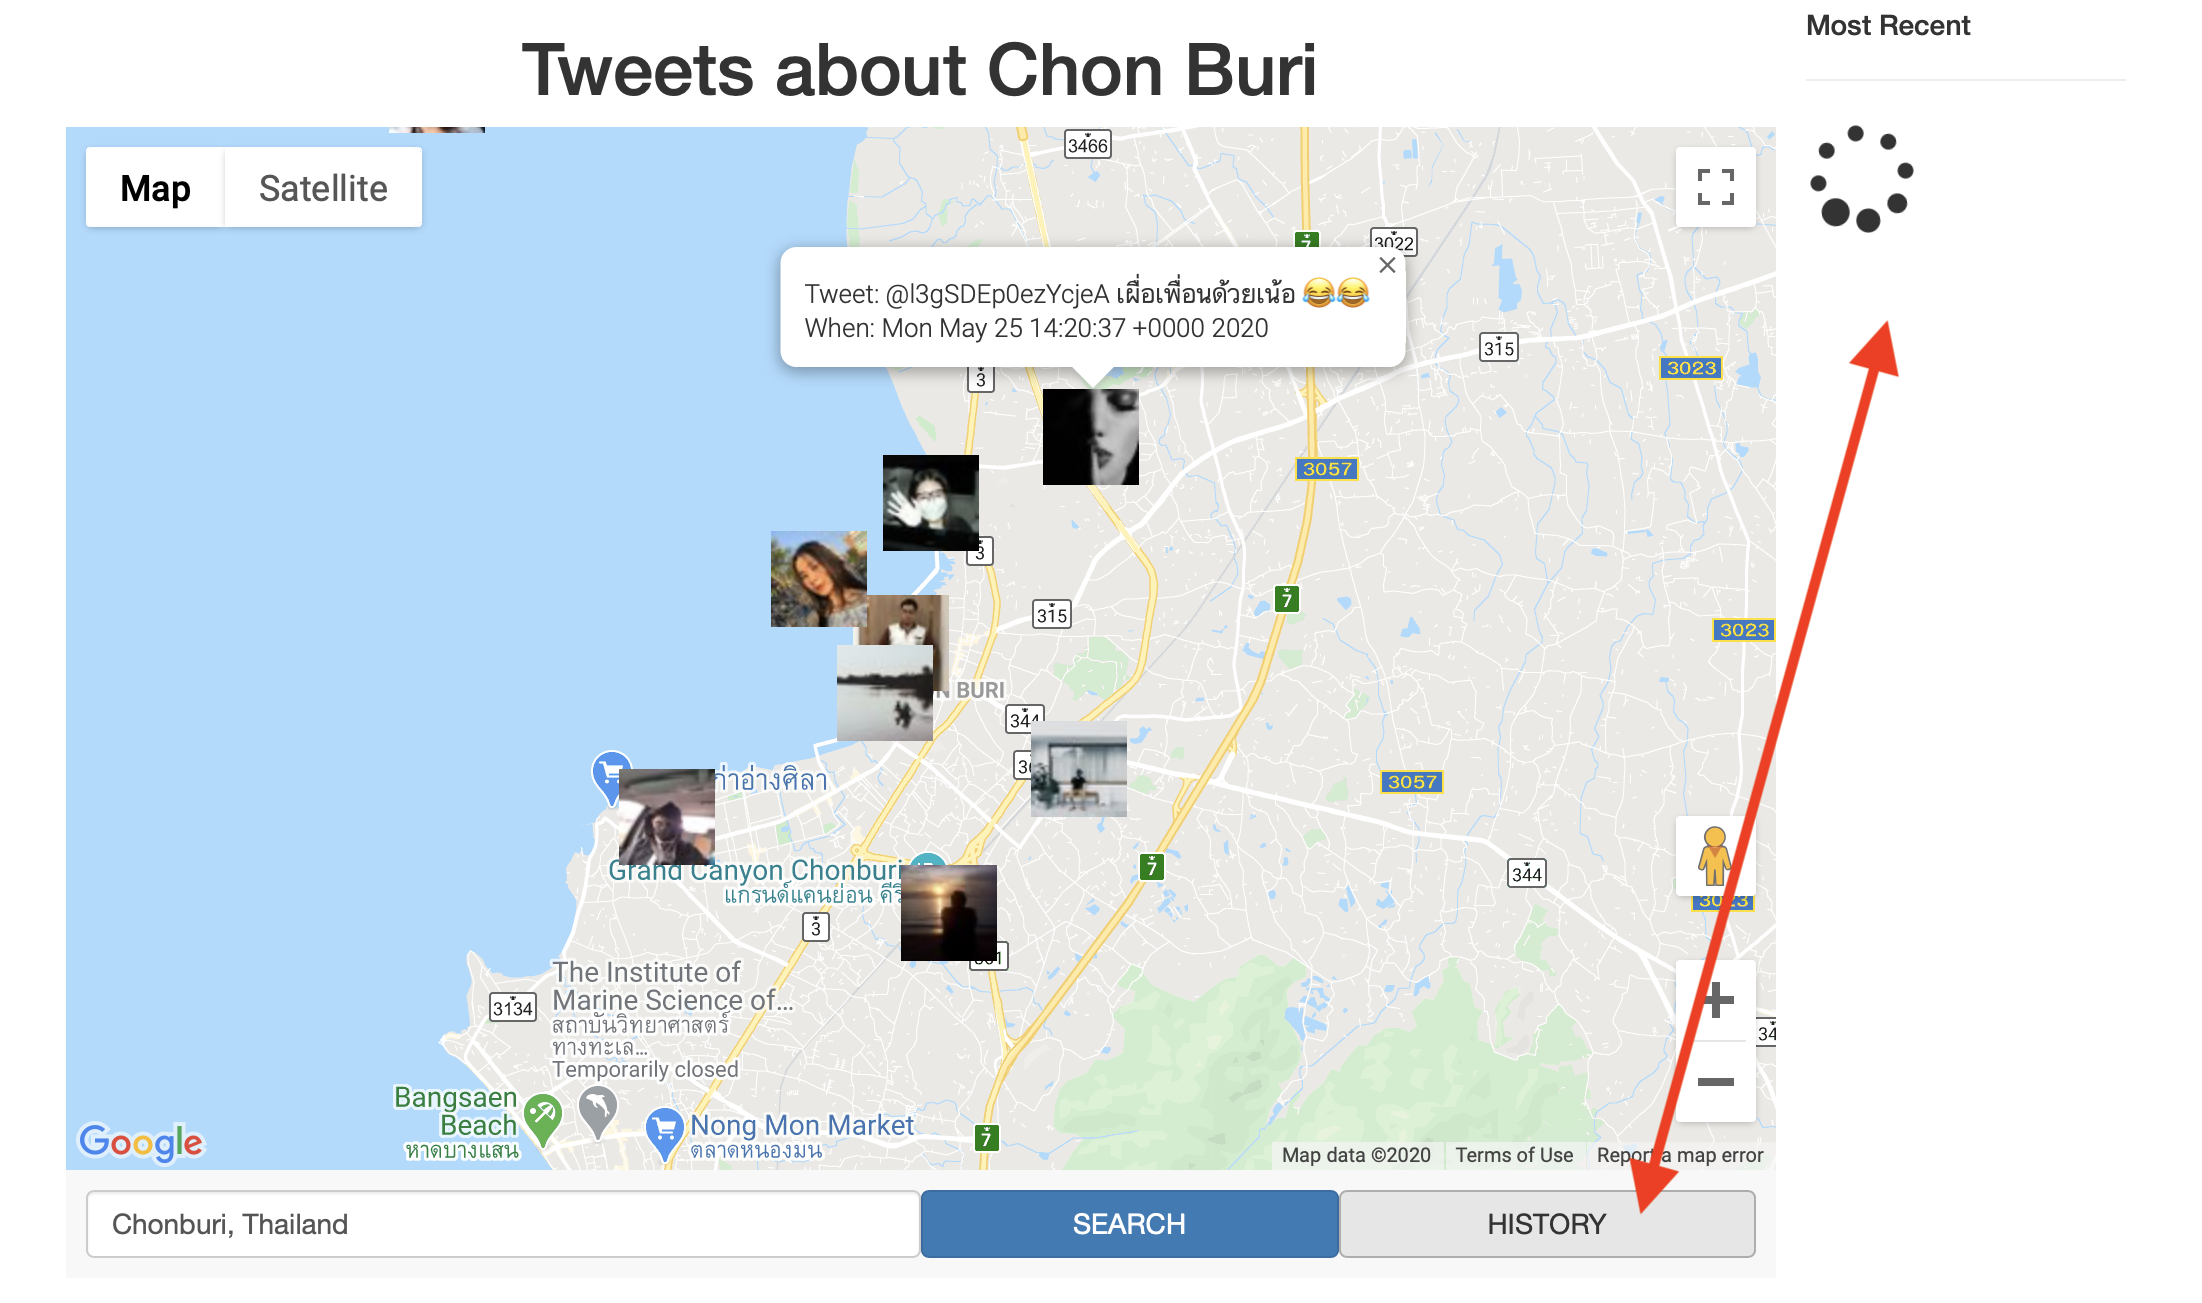 Most Recent
Tweets about Chon Buri
Map
Satellite
3466
7
3022
Tweet: @l3gSDEp0ezYcjeA เผื่อเพื่อนด้วยเน้อ 😂😂
When: Mon May 25 14:20:37 +0000 2020
315
3023
3
3057
3
7
315
3023
N BURI
344
ก่าอ่างศิลา
3057
Grand Canyon Chonburi
แกรนด์แคนย่อน คีรี
7
344
3023
3
The Institute of
Marine Science of...
สถาบันวิทยาศาสตร์
ทางทะเล...
Temporarily closed
3134
34
Bangsaen
Beach
หาดบางแสน
Nong Mon Market
ตลาดหนองมน
7
Google
Map data ©2020
Terms of Use
Report a map error
Chonburi, Thailand
SEARCH
HISTORY